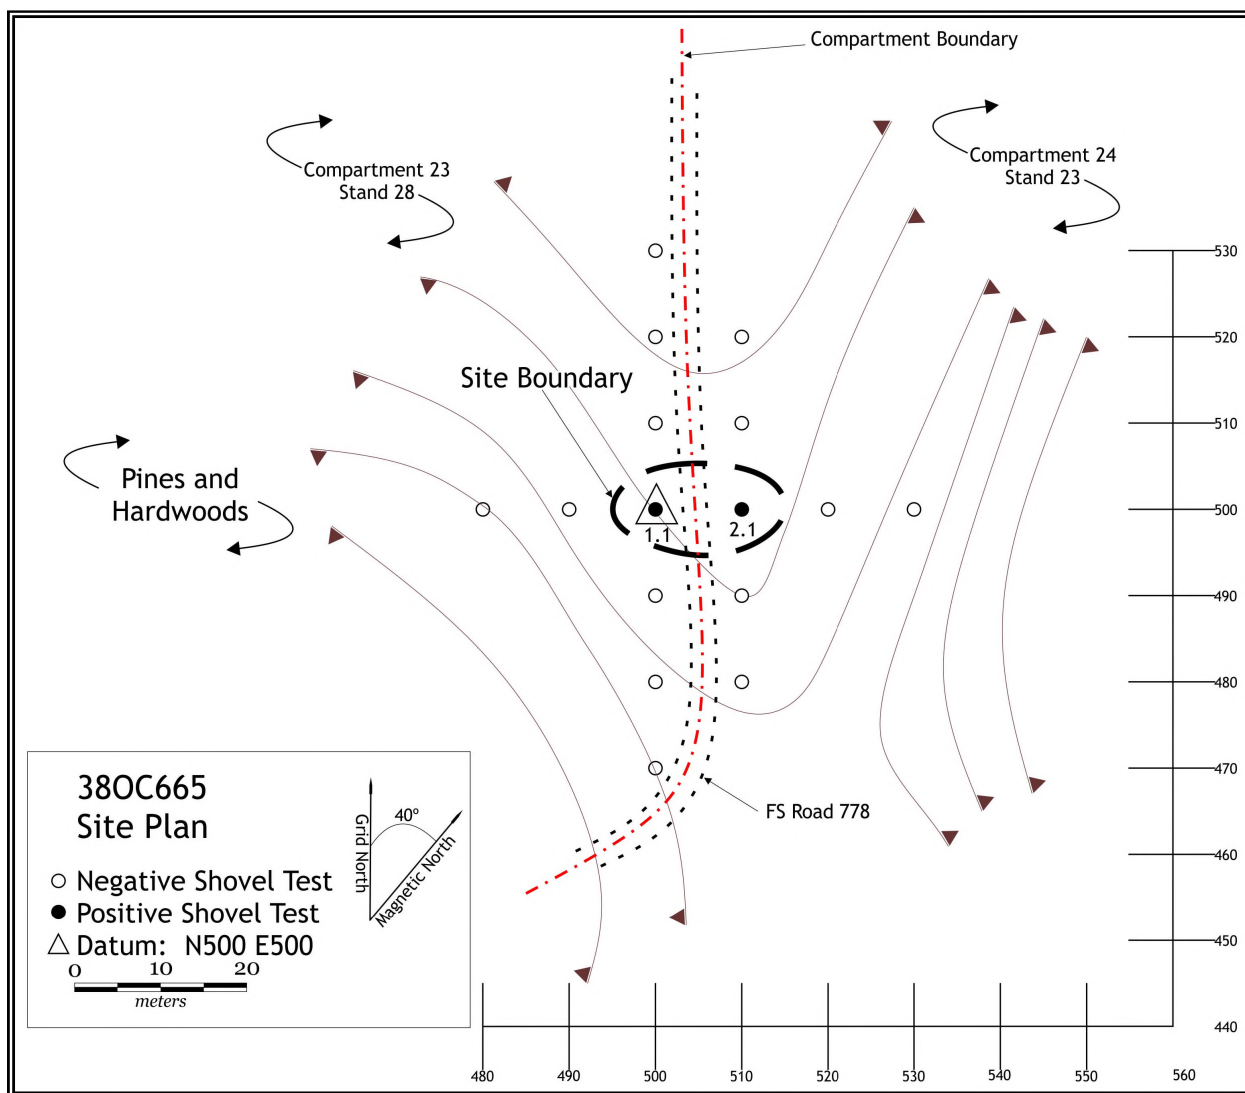 Compartment Boundary
Compartment 23
Stand 28
Compartment 24
Stand 23
530
520
Site Boundary
510
Pines and
Hardwoods
500
1.1
2.1
490
480
470
FS Road 778
460
450
440
38OC665
Site Plan
40º
Grid North
Magnetic North
Negative Shovel Test
Positive Shovel Test
Datum: N500 E500
0 10 20
meters
480 490 500 510 520 530 540 550 560